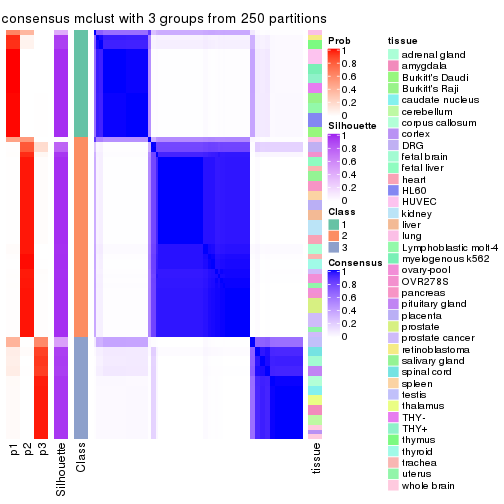 consensus mclust with 3 groups from 250 partitions
Prob
1
0.8
0.6
0.4
0.2
0
Silhouette
1
0.8
0.6
0.4
0.2
0
Class
1
2
3
Consensus
1
0.8
0.6
0.4
0.2
0
tissue
adrenal gland
amygdala
Burkitt's Daudi
Burkitt's Raji
caudate nucleus
cerebellum
corpus callosum
cortex
DRG
fetal brain
fetal liver
heart
HL60
HUVEC
kidney
liver
lung
Lymphoblastic molt-4
myelogenous k562
ovary-pool
OVR278S
pancreas
pituitary gland
placenta
prostate
prostate cancer
retinoblastoma
salivary gland
spinal cord
spleen
testis
thalamus
THY-
THY+
thymus
thyroid
trachea
uterus
whole brain
p1
p2
p3
Silhouette
Class
tissue